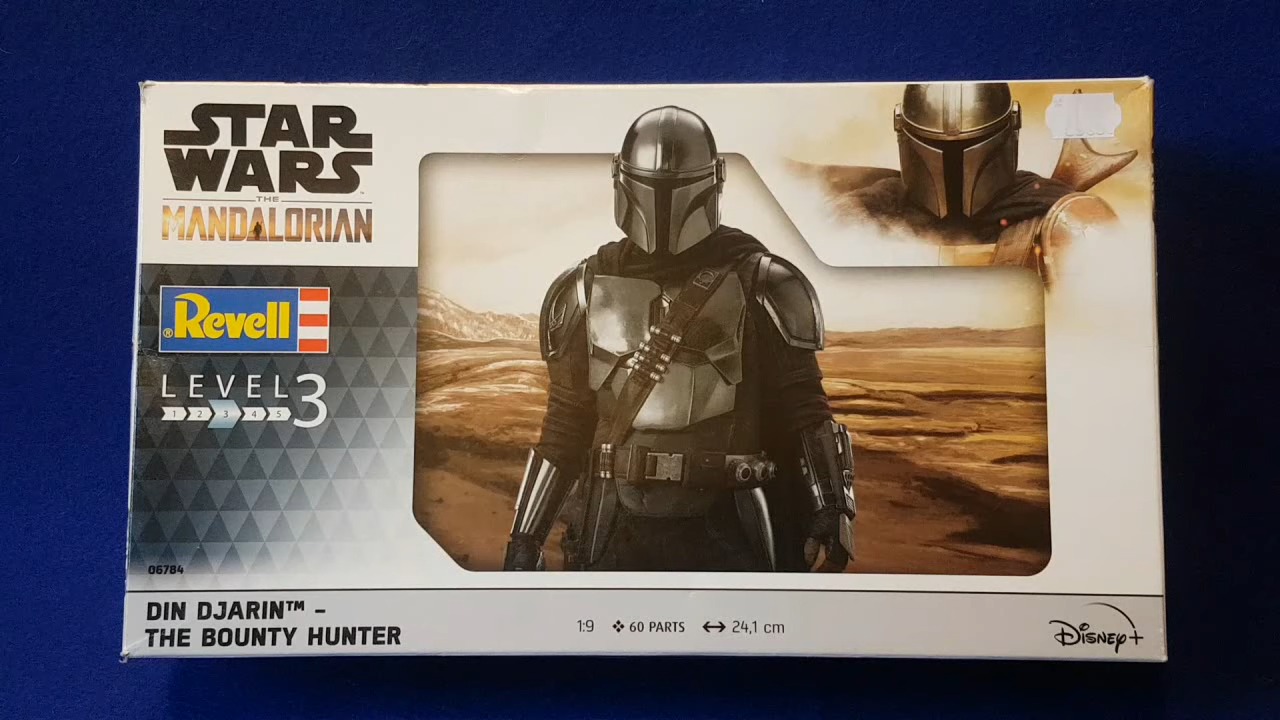 STAR
WARS™
THE
MANDALORIAN
®Revell
LEVEL 3
1 2 3 4 5
06784
DIN DJARIN™ –
THE BOUNTY HUNTER
1:9 60 PARTS 24,1 cm
Disney+